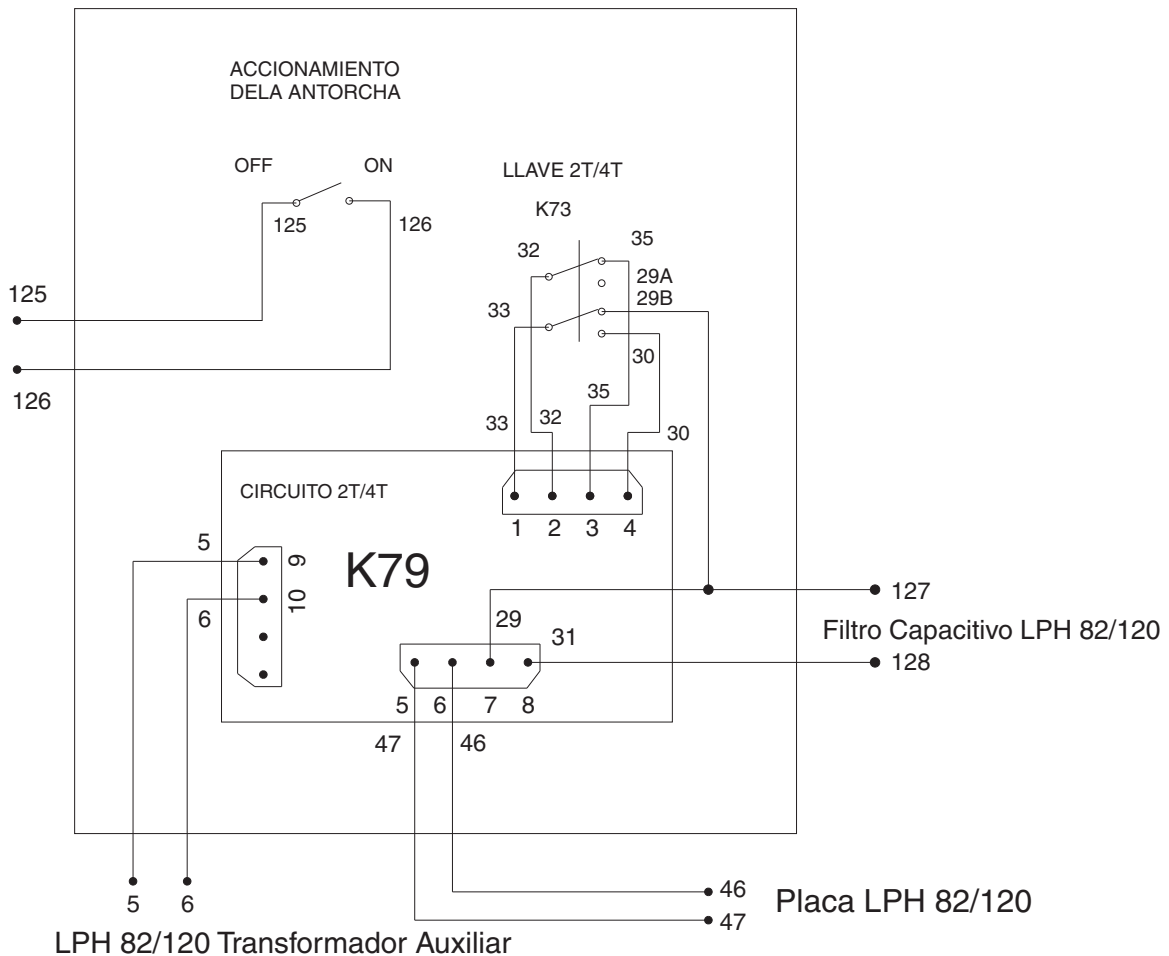 ACCIONAMIENTO
DELA ANTORCHA
OFF
ON
125
126
LLAVE 2T/4T
K73
32
35
29A
29B
33
30
35
33
32
30
125
126
CIRCUITO 2T/4T
1
2
3
4
5
9
K79
10
6
29
31
127
Filtro Capacitivo LPH 82/120
128
5
6
7
8
47
46
5
6
46
Placa LPH 82/120
47
LPH 82/120 Transformador Auxiliar